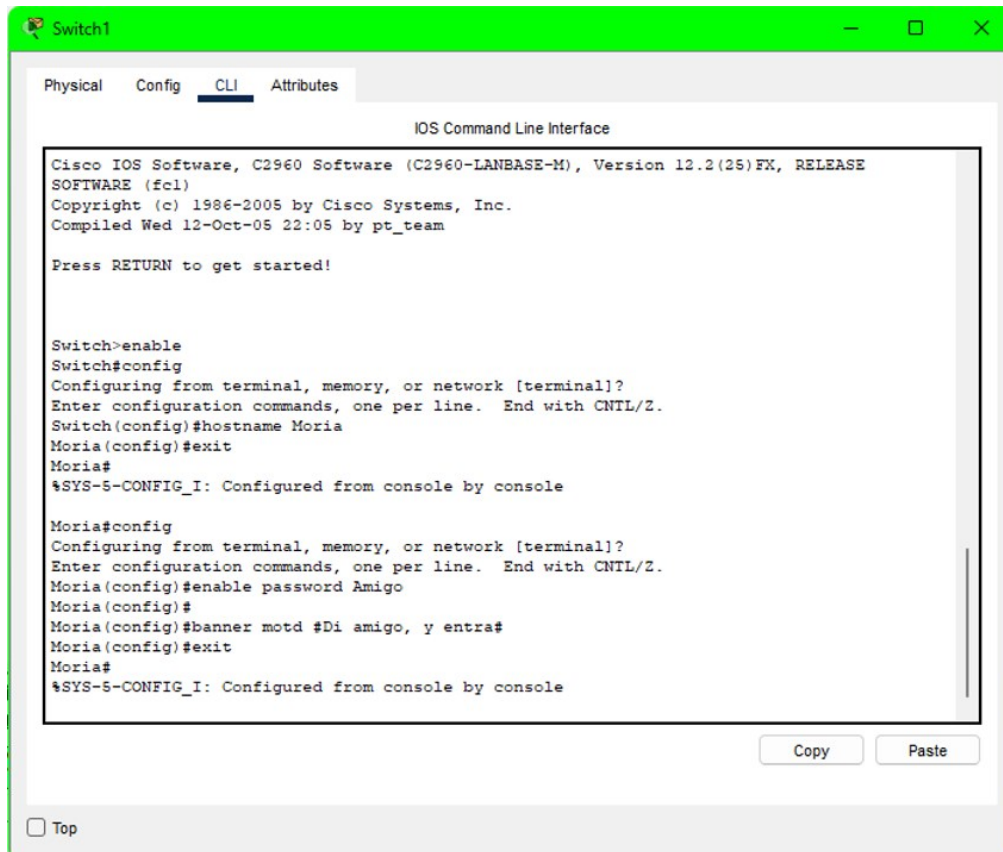 Switch1
Physical Config CLI Attributes
IOS Command Line Interface
Cisco IOS Software, C2960 Software (C2960-LANBASE-M), Version 12.2(25)FX, RELEASE
SOFTWARE (fc1)
Copyright (c) 1986-2005 by Cisco Systems, Inc.
Compiled Wed 12-Oct-05 22:05 by pt_team
Press RETURN to get started!
Switch>enable
Switch#config
Configuring from terminal, memory, or network [terminal]?
Enter configuration commands, one per line.  End with CNTL/Z.
Switch(config)#hostname Moria
Moria(config)#exit
Moria#
%SYS-5-CONFIG_I: Configured from console by console
Moria#config
Configuring from terminal, memory, or network [terminal]?
Enter configuration commands, one per line.  End with CNTL/Z.
Moria(config)#enable password Amigo
Moria(config)#
Moria(config)#banner motd #Di amigo, y entra#
Moria(config)#exit
Moria#
%SYS-5-CONFIG_I: Configured from console by console
Copy Paste
Top